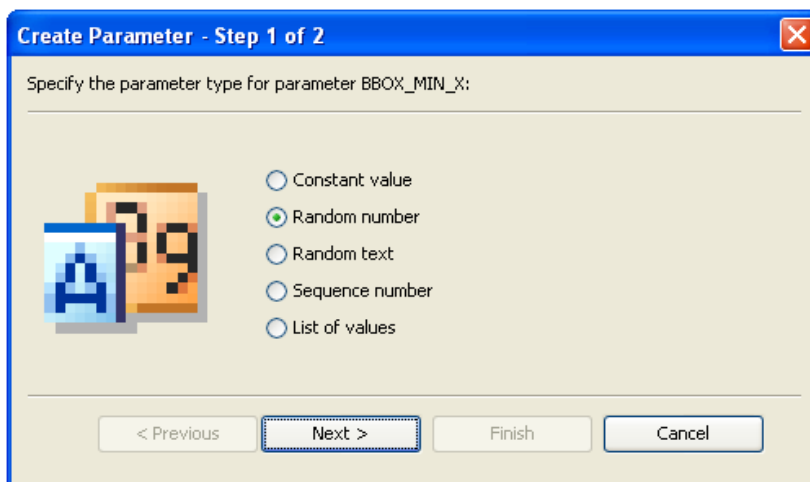 Create Parameter - Step 1 of 2
Specify the parameter type for parameter BBOX_MIN_X:
Constant value
Random number
Random text
Sequence number
List of values
< Previous Next > Finish Cancel